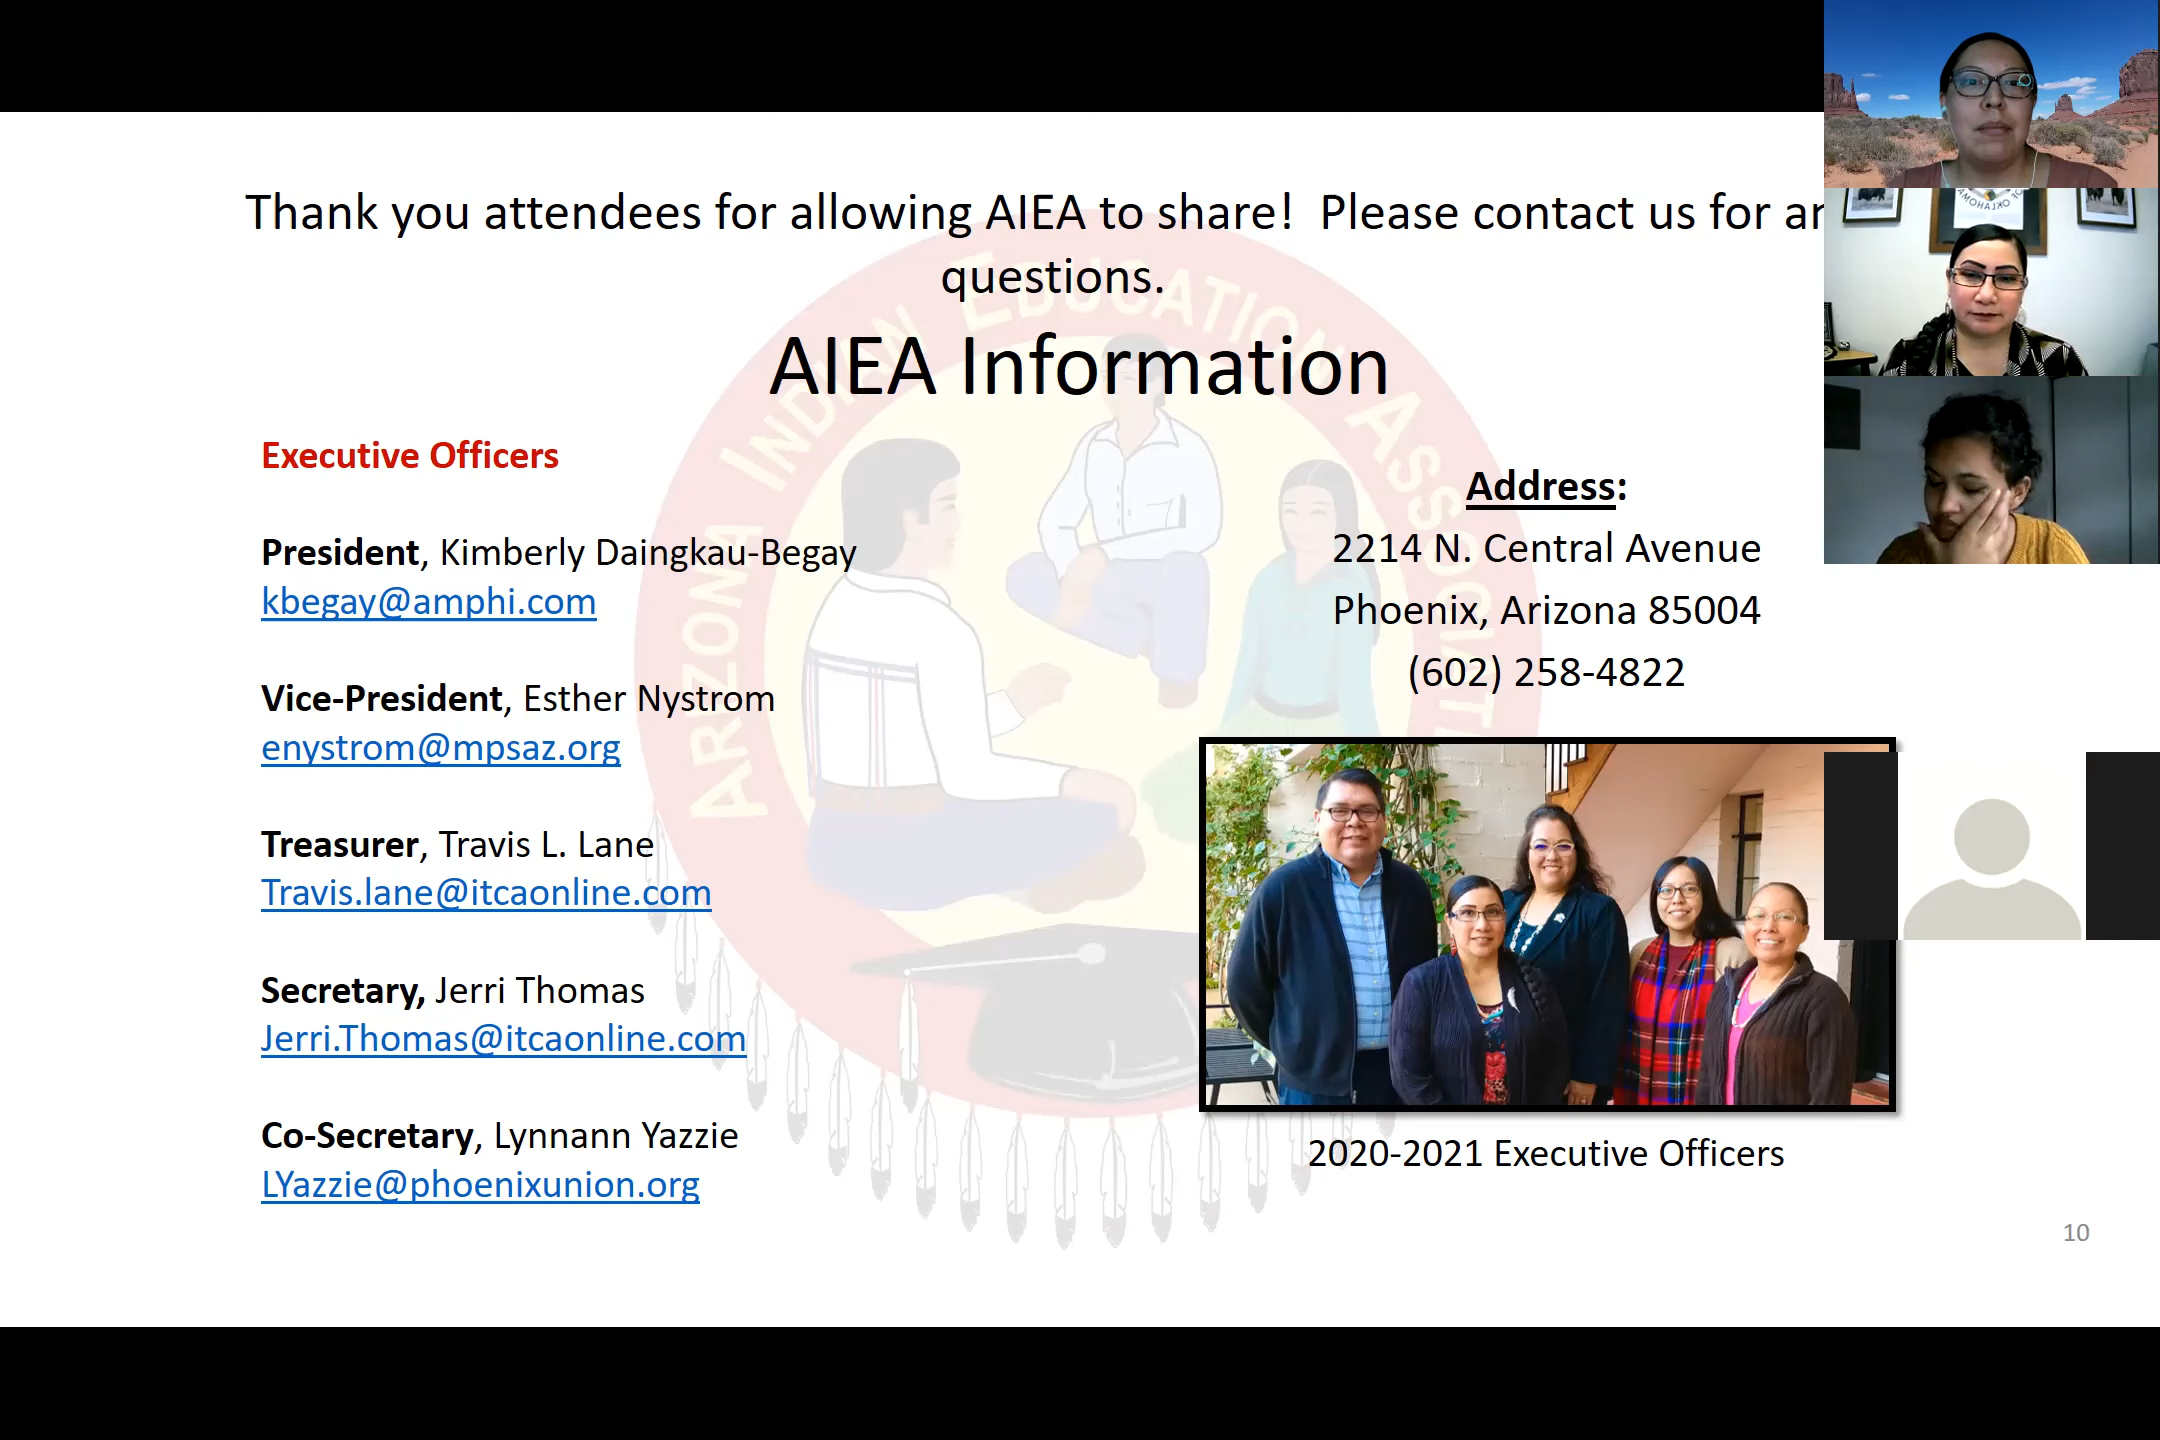 Thank you attendees for allowing AIEA to share!  Please contact us for
questions.
AIEA Information
ARIZONA INDIAN EDUCATION
Executive Officers
President, Kimberly Daingkau-Begay
kbegay@amphi.com
Vice-President, Esther Nystrom
enystrom@mpsaz.org
Treasurer, Travis L. Lane
Travis.lane@itcaonline.com
Secretary, Jerri Thomas
Jerri.Thomas@itcaonline.com
Co-Secretary, Lynnann Yazzie
LYazzie@phoenixunion.org
Address:
2214 N. Central Avenue
Phoenix, Arizona 85004
(602) 258-4822
2020-2021 Executive Officers
10